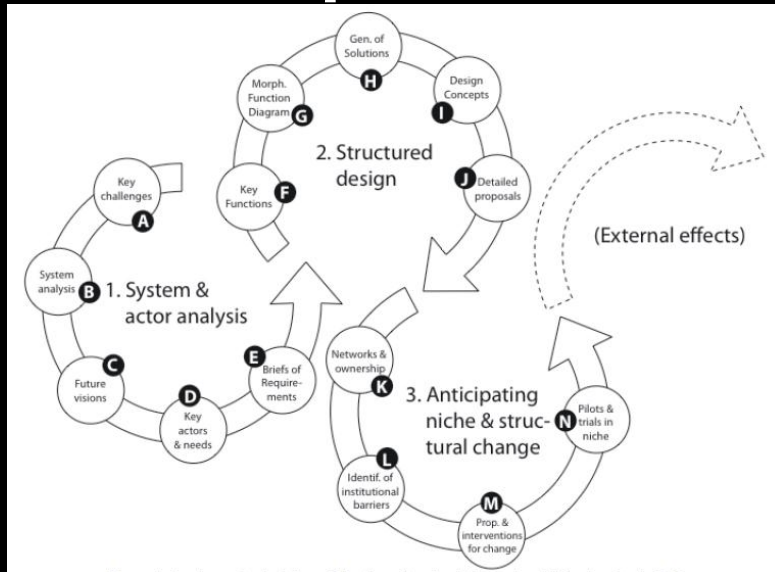 Key
challenges
A
System
analysis
B
1. System &
actor analysis
C
Future
visions
D
Key
actors
& needs
E
Briefs of
Require-
ments
F
Key
Functions
G
Morph.
Function
Diagram
Gen. of
Solutions
H
Design
Concepts
I
2. Structured
design
J
Detailed
proposals
Networks &
ownership
K
3. Anticipating
niche & struc-
tural change
L
Identif. of
institutional
barriers
M
Prop. &
interventions
for change
N
Pilots &
trials in
niche
(External effects)